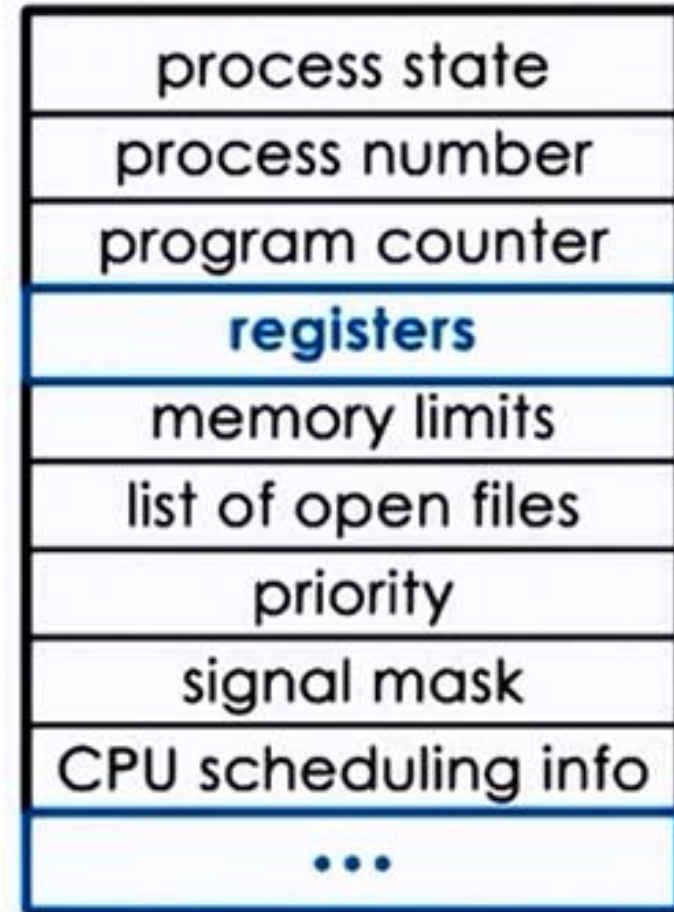 process state
process number
program counter
registers
memory limits
list of open files
priority
signal mask
CPU scheduling info
...